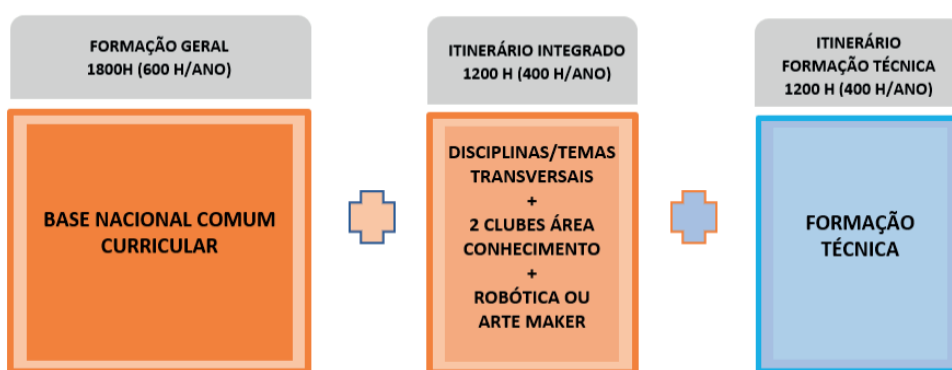 FORMAÇÃO GERAL
1800H (600 H/ANO)
BASE NACIONAL COMUM
CURRICULAR
ITINERÁRIO INTEGRADO
1200 H (400 H/ANO)
DISCIPLINAS/TEMAS
TRANSVERSAIS
+
2 CLUBES ÁREA
CONHECIMENTO
+
ROBÓTICA OU
ARTE MAKER
ITINERÁRIO
FORMAÇÃO TÉCNICA
1200 H (400 H/ANO)
FORMAÇÃO
TÉCNICA